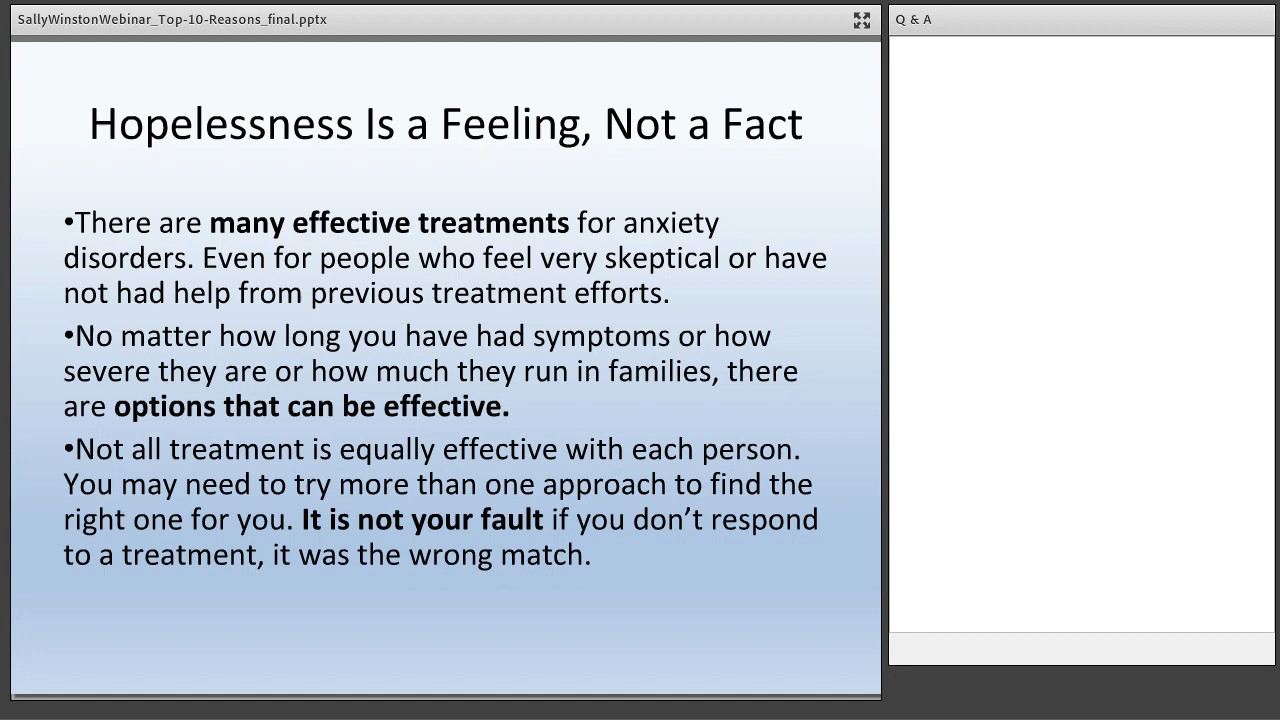 SallyWinstonWebinar_Top-10-Reasons_final.pptx
Q & A
Hopelessness Is a Feeling, Not a Fact
•There are many effective treatments for anxiety
disorders. Even for people who feel very skeptical or have
not had help from previous treatment efforts.
•No matter how long you have had symptoms or how
severe they are or how much they run in families, there
are options that can be effective.
•Not all treatment is equally effective with each person.
You may need to try more than one approach to find the
right one for you. It is not your fault if you don’t respond
to a treatment, it was the wrong match.